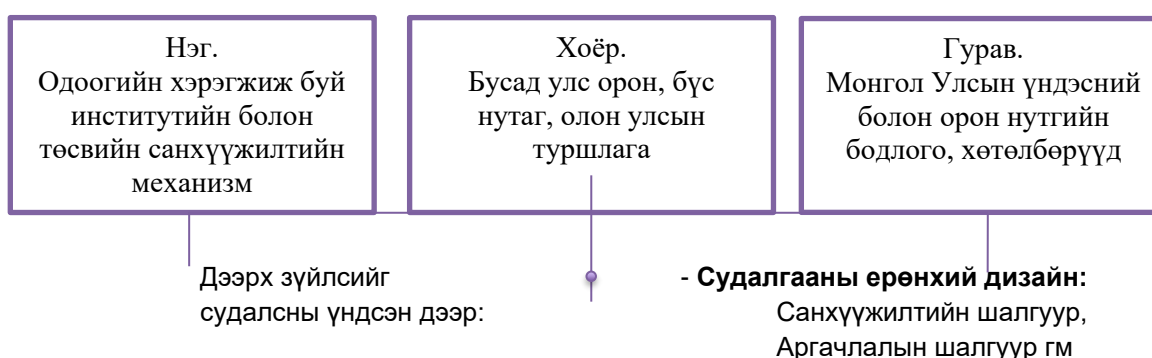 Нэг.
Одоогийн хэрэгжиж буй
институтийн болон
төсвийн санхүүжилтийн
механизм
Хоёр.
Бусад улс орон, бүс
нутаг, олон улсын
туршлага
Гурав.
Монгол Улсын үндэсний
болон орон нутгийн
бодлого, хөтөлбөрүүд
Дээрх зүйлсийг
судалсны үндсэн дээр:
- Судалгааны ерөнхий дизайн:
Санхүүжилтийн шалгуур,
Аргачлалын шалгуур гм